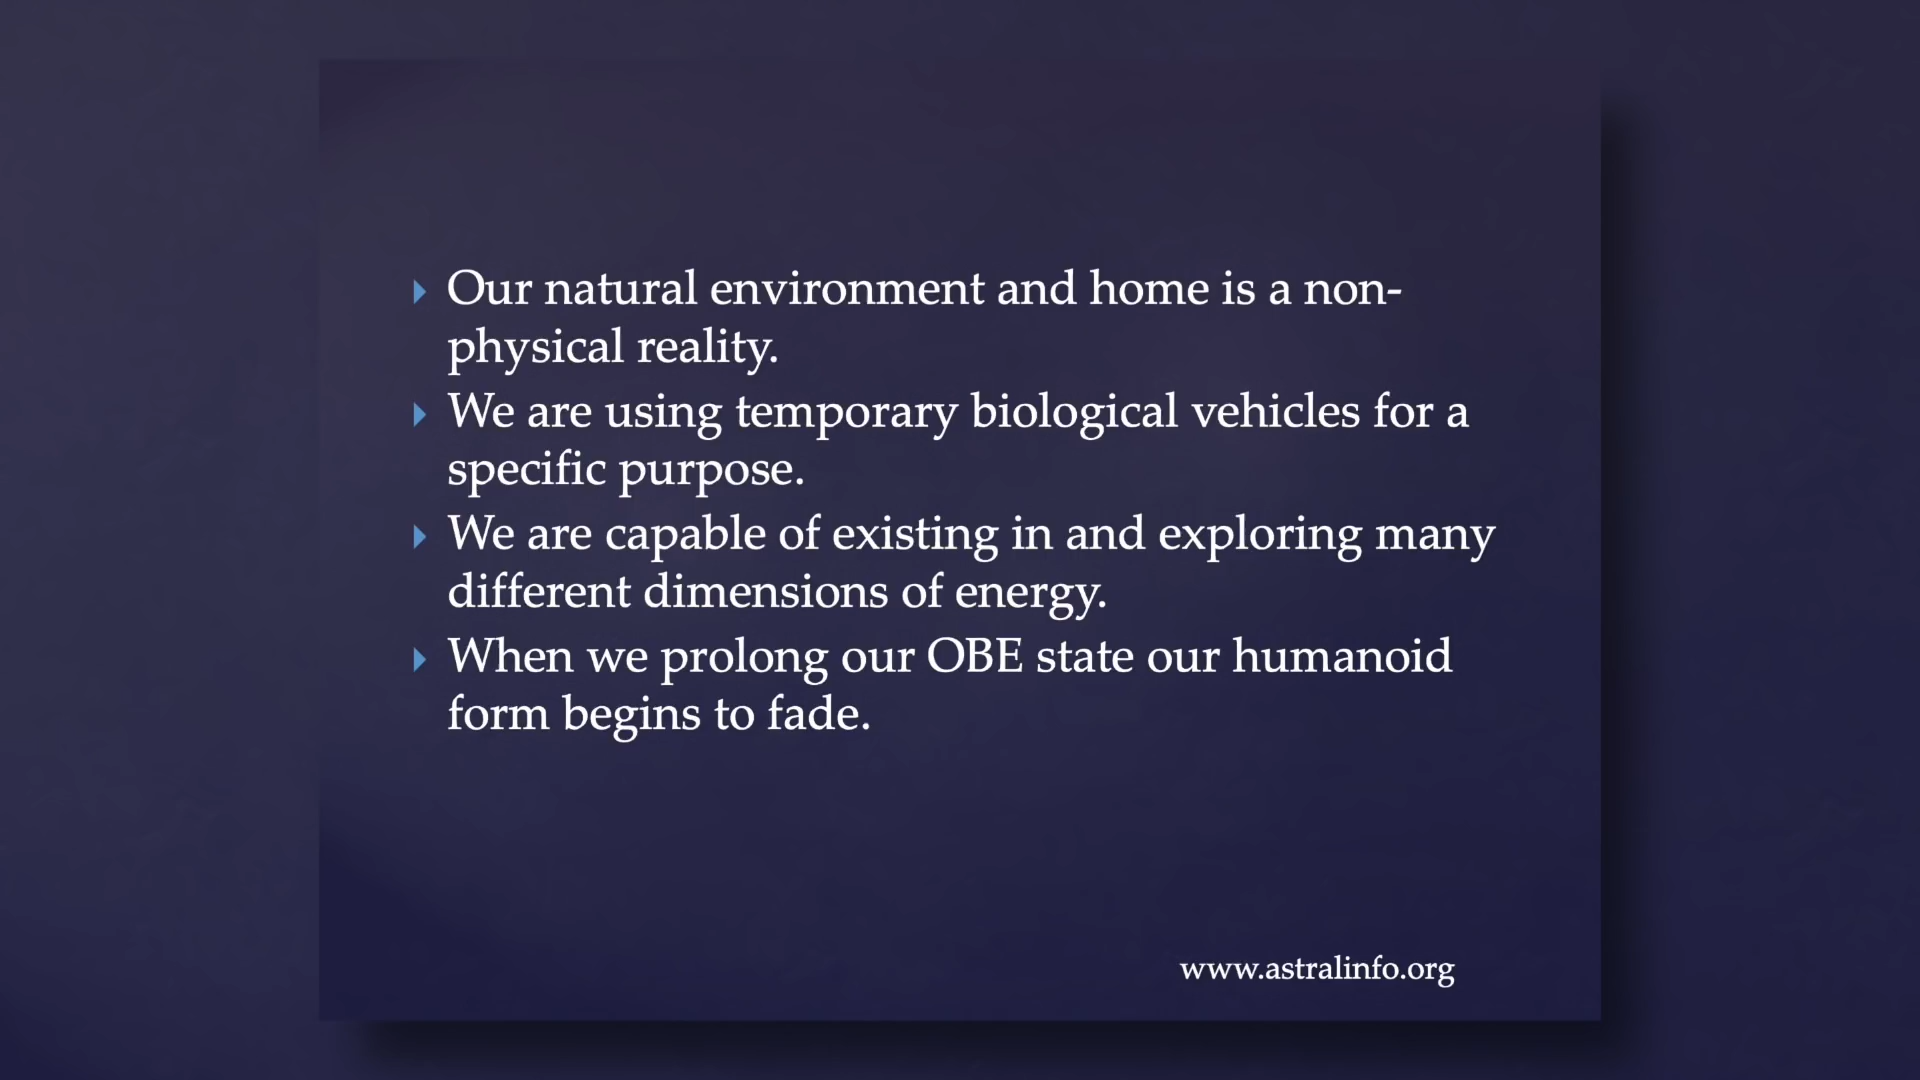 Our natural environment and home is a non-
physical reality.
We are using temporary biological vehicles for a
specific purpose.
We are capable of existing in and exploring many
different dimensions of energy.
When we prolong our OBE state our humanoid
form begins to fade.
www.astralinfo.org